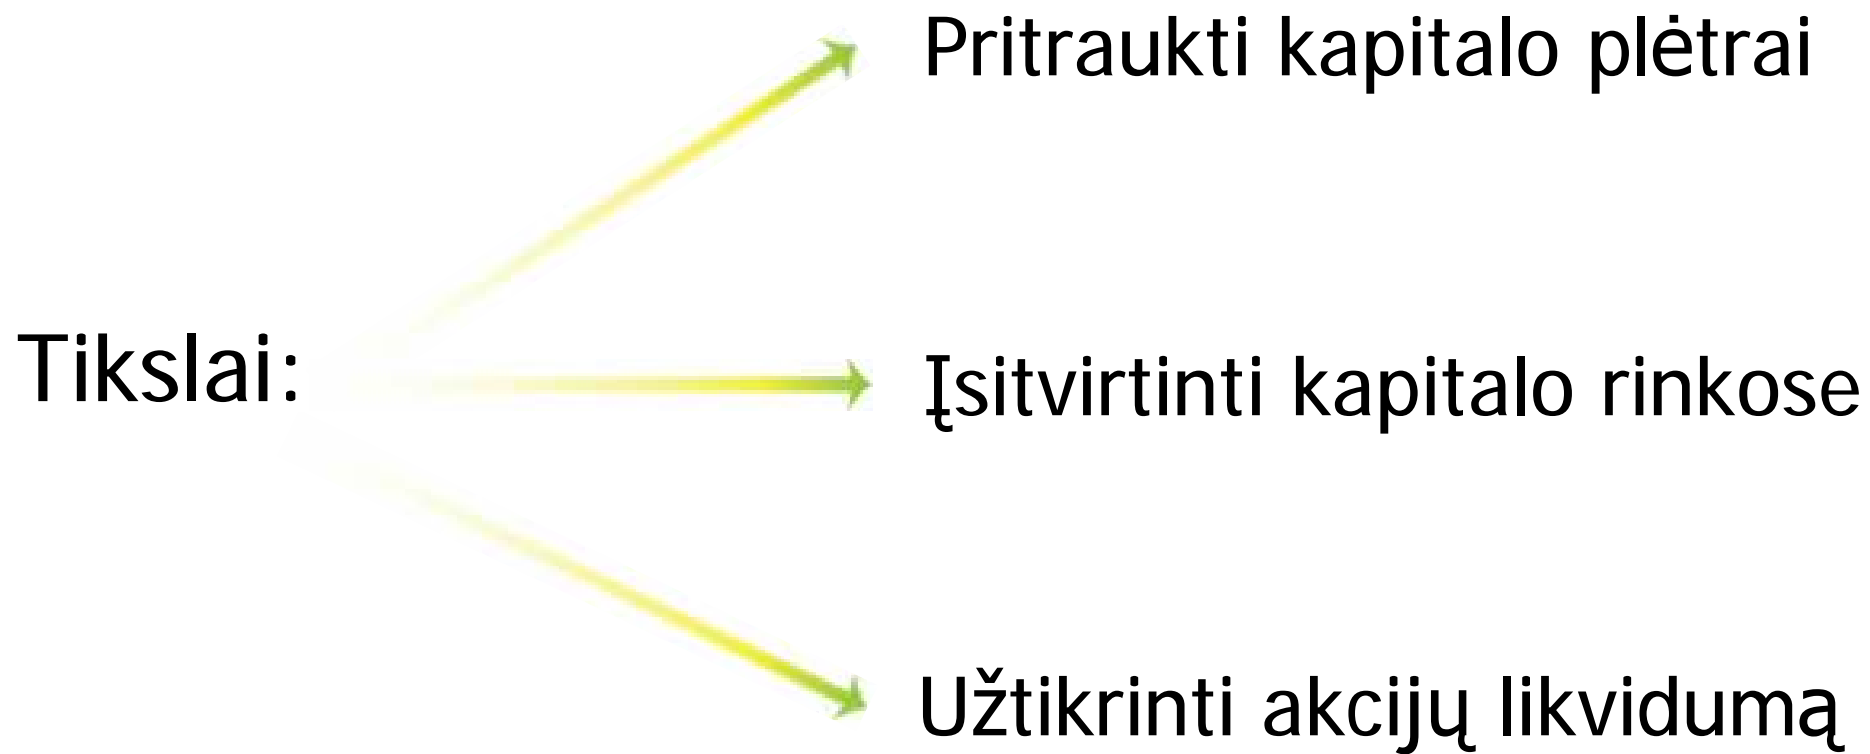 Tikslai:
Pritraukti kapitalo plėtrai
Įsitvirtinti kapitalo rinkose
Užtikrinti akcijų likvidumą